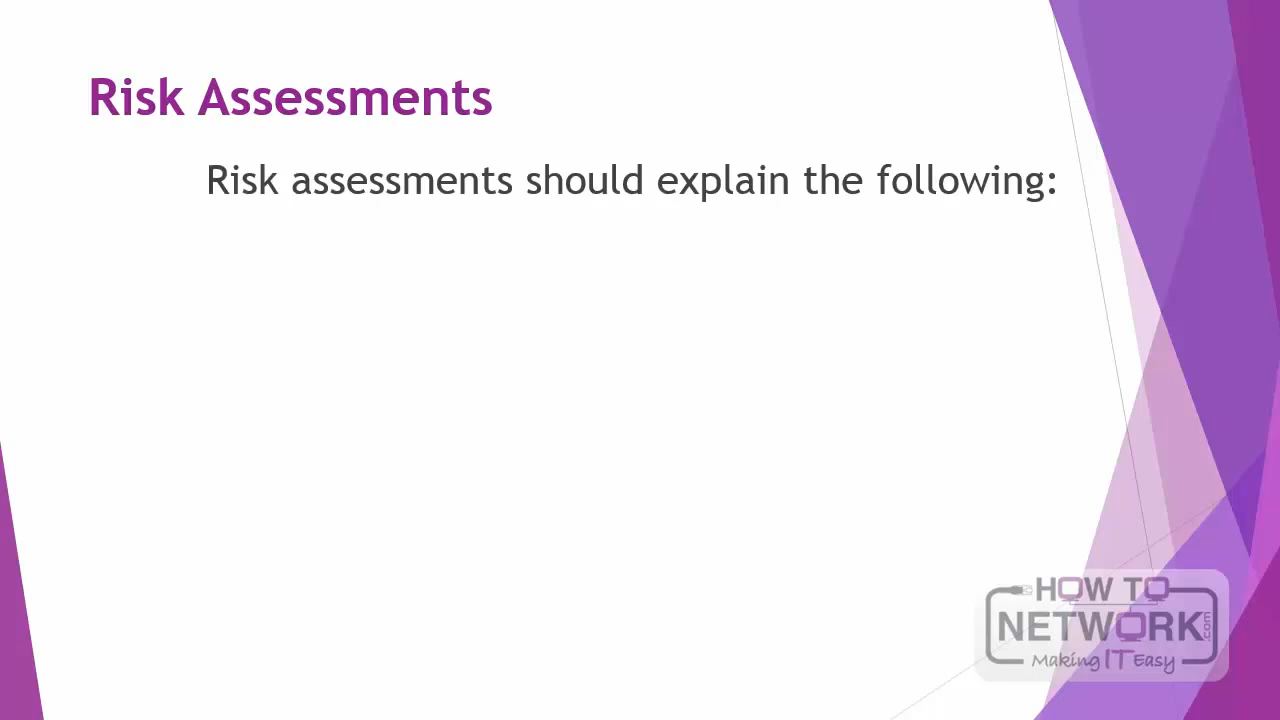 Risk Assessments
Risk assessments should explain the following:
HOW TO
NETWORK.com
Making IT Easy